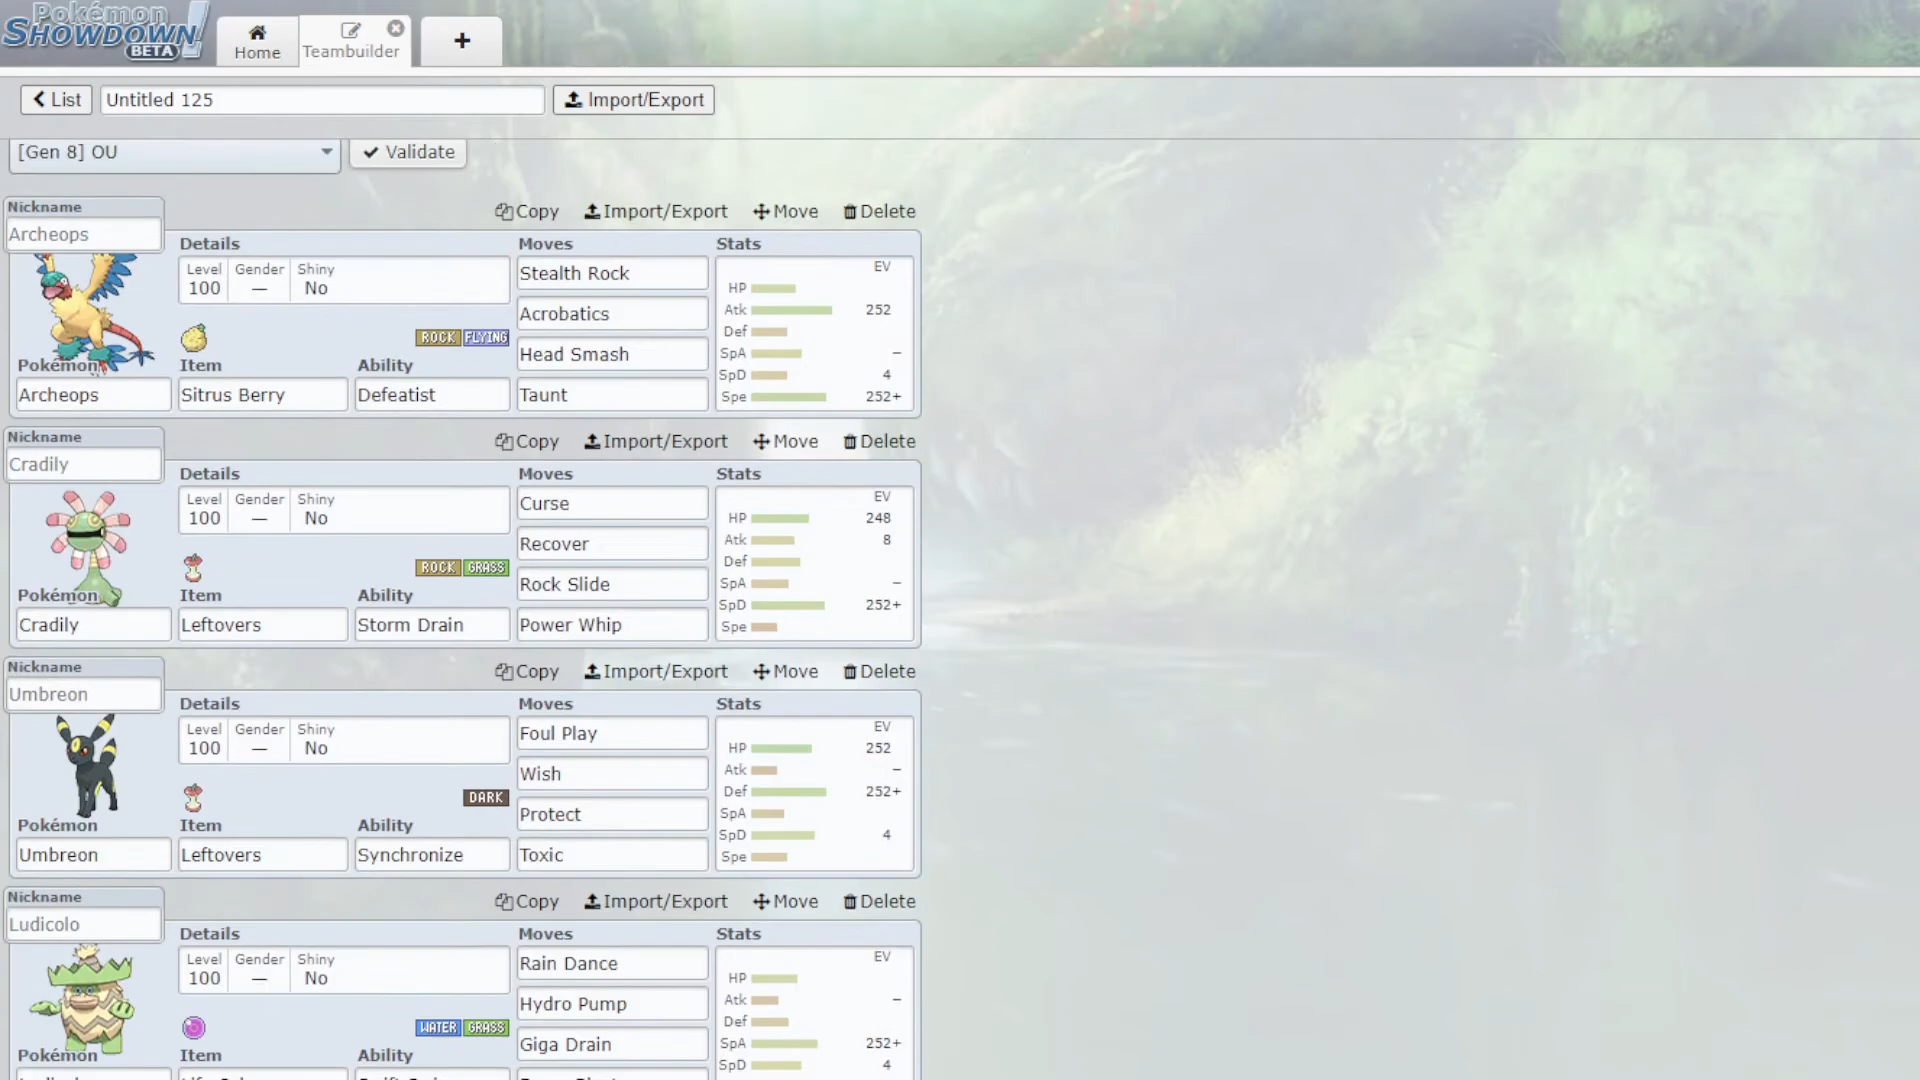 Pokémon
SHOWDOWN!
BETA
Home
Teambuilder
+
List
Untitled 125
Import/Export
[Gen 8] OU
Validate
Nickname
Archeops
Copy Import/Export Move Delete
Details
Moves
Stats
Level Gender Shiny
100 — No
Stealth Rock
Acrobatics
Head Smash
Taunt
EV
HP
Atk 252
Def
SpA –
SpD 4
Spe 252+
ROCK FLYING
Pokémon Item Ability
Archeops Sitrus Berry Defeatist
Nickname
Cradily
Copy Import/Export Move Delete
Details
Moves
Stats
Level Gender Shiny
100 — No
Curse
Recover
Rock Slide
Power Whip
EV
HP 248
Atk 8
Def
SpA –
SpD 252+
Spe
ROCK GRASS
Pokémon Item Ability
Cradily Leftovers Storm Drain
Nickname
Umbreon
Copy Import/Export Move Delete
Details
Moves
Stats
Level Gender Shiny
100 — No
Foul Play
Wish
Protect
Toxic
EV
HP 252
Atk –
Def 252+
SpA
SpD 4
Spe
DARK
Pokémon Item Ability
Umbreon Leftovers Synchronize
Nickname
Ludicolo
Copy Import/Export Move Delete
Details
Moves
Stats
Level Gender Shiny
100 — No
Rain Dance
Hydro Pump
Giga Drain
EV
HP
Atk –
Def
SpA 252+
SpD 4
WATER GRASS
Pokémon Item Ability